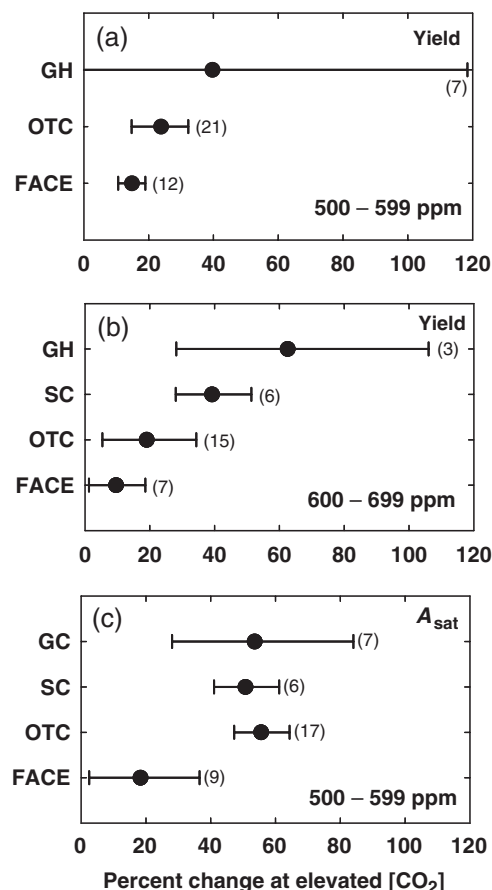 (a) Yield
GH (7)
OTC (21)
FACE (12)
500 – 599 ppm
0 20 40 60 80 100 120
(b) Yield
GH (3)
SC (6)
OTC (15)
FACE (7)
600 – 699 ppm
0 20 40 60 80 100 120
(c) A_sat
GC (7)
SC (6)
OTC (17)
FACE (9)
500 – 599 ppm
0 20 40 60 80 100 120
Percent change at elevated [CO₂]